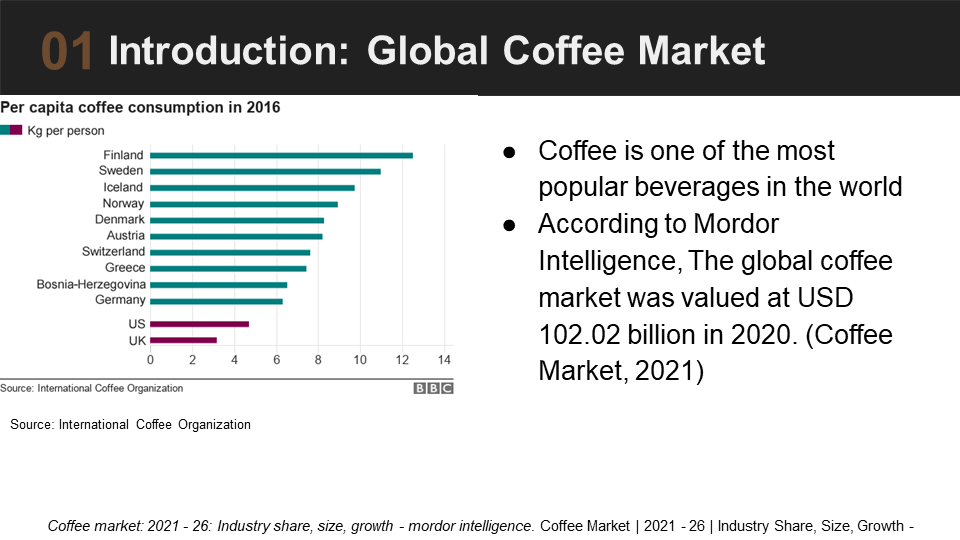 01 Introduction: Global Coffee Market
Per capita coffee consumption in 2016
Kg per person
Finland
Sweden
Iceland
Norway
Denmark
Austria
Switzerland
Greece
Bosnia-Herzegovina
Germany
US
UK
0 2 4 6 8 10 12 14
Source: International Coffee Organization
BBC
Source: International Coffee Organization
● Coffee is one of the most
popular beverages in the world
● According to Mordor
Intelligence, The global coffee
market was valued at USD
102.02 billion in 2020. (Coffee
Market, 2021)
Coffee market: 2021 - 26: Industry share, size, growth - mordor intelligence. Coffee Market | 2021 - 26 | Industry Share, Size, Growth -